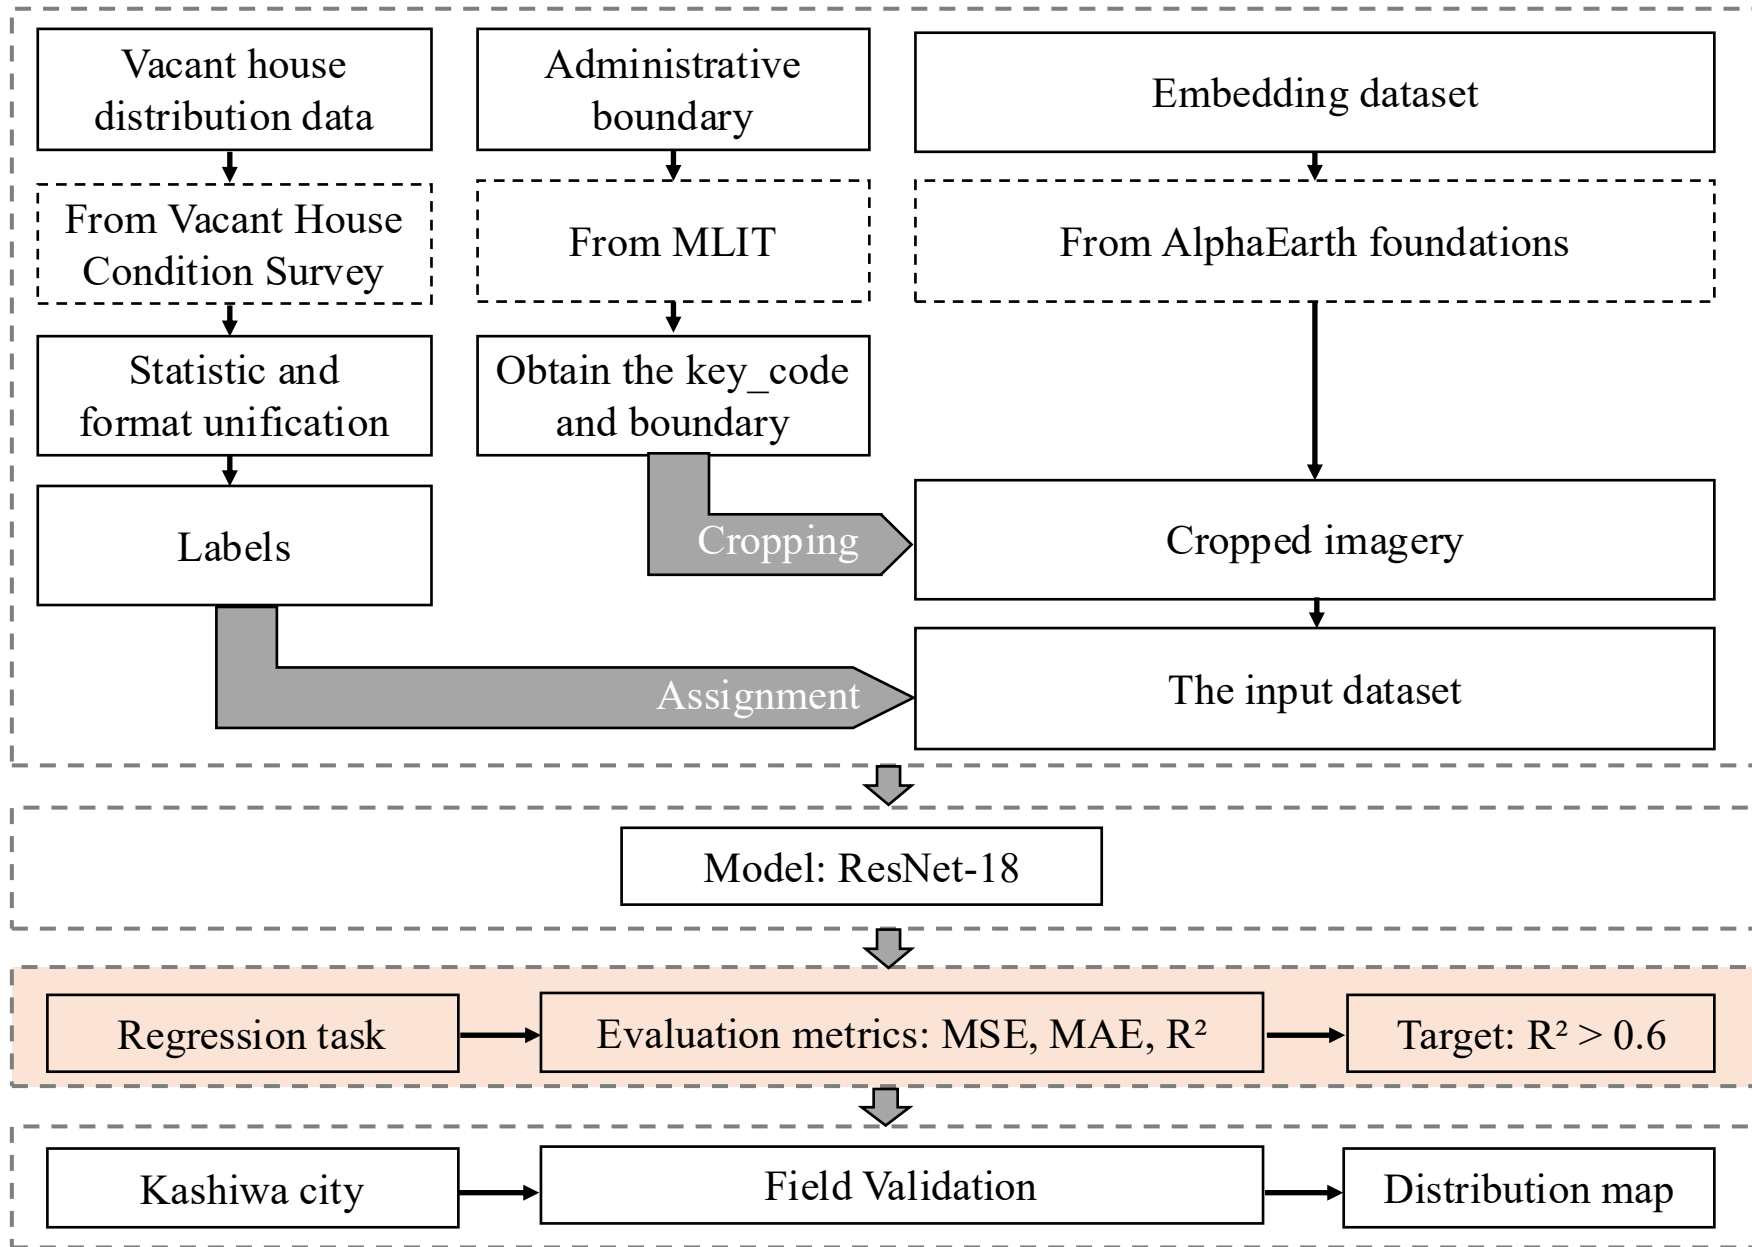 Vacant house
distribution data
Administrative
boundary
Embedding dataset
From Vacant House
Condition Survey
From MLIT
From AlphaEarth foundations
Statistic and
format unification
Obtain the key_code
and boundary
Labels
Cropping
Cropped imagery
Assignment
The input dataset
Model: ResNet-18
Regression task
Evaluation metrics: MSE, MAE, R²
Target: R² > 0.6
Kashiwa city
Field Validation
Distribution map